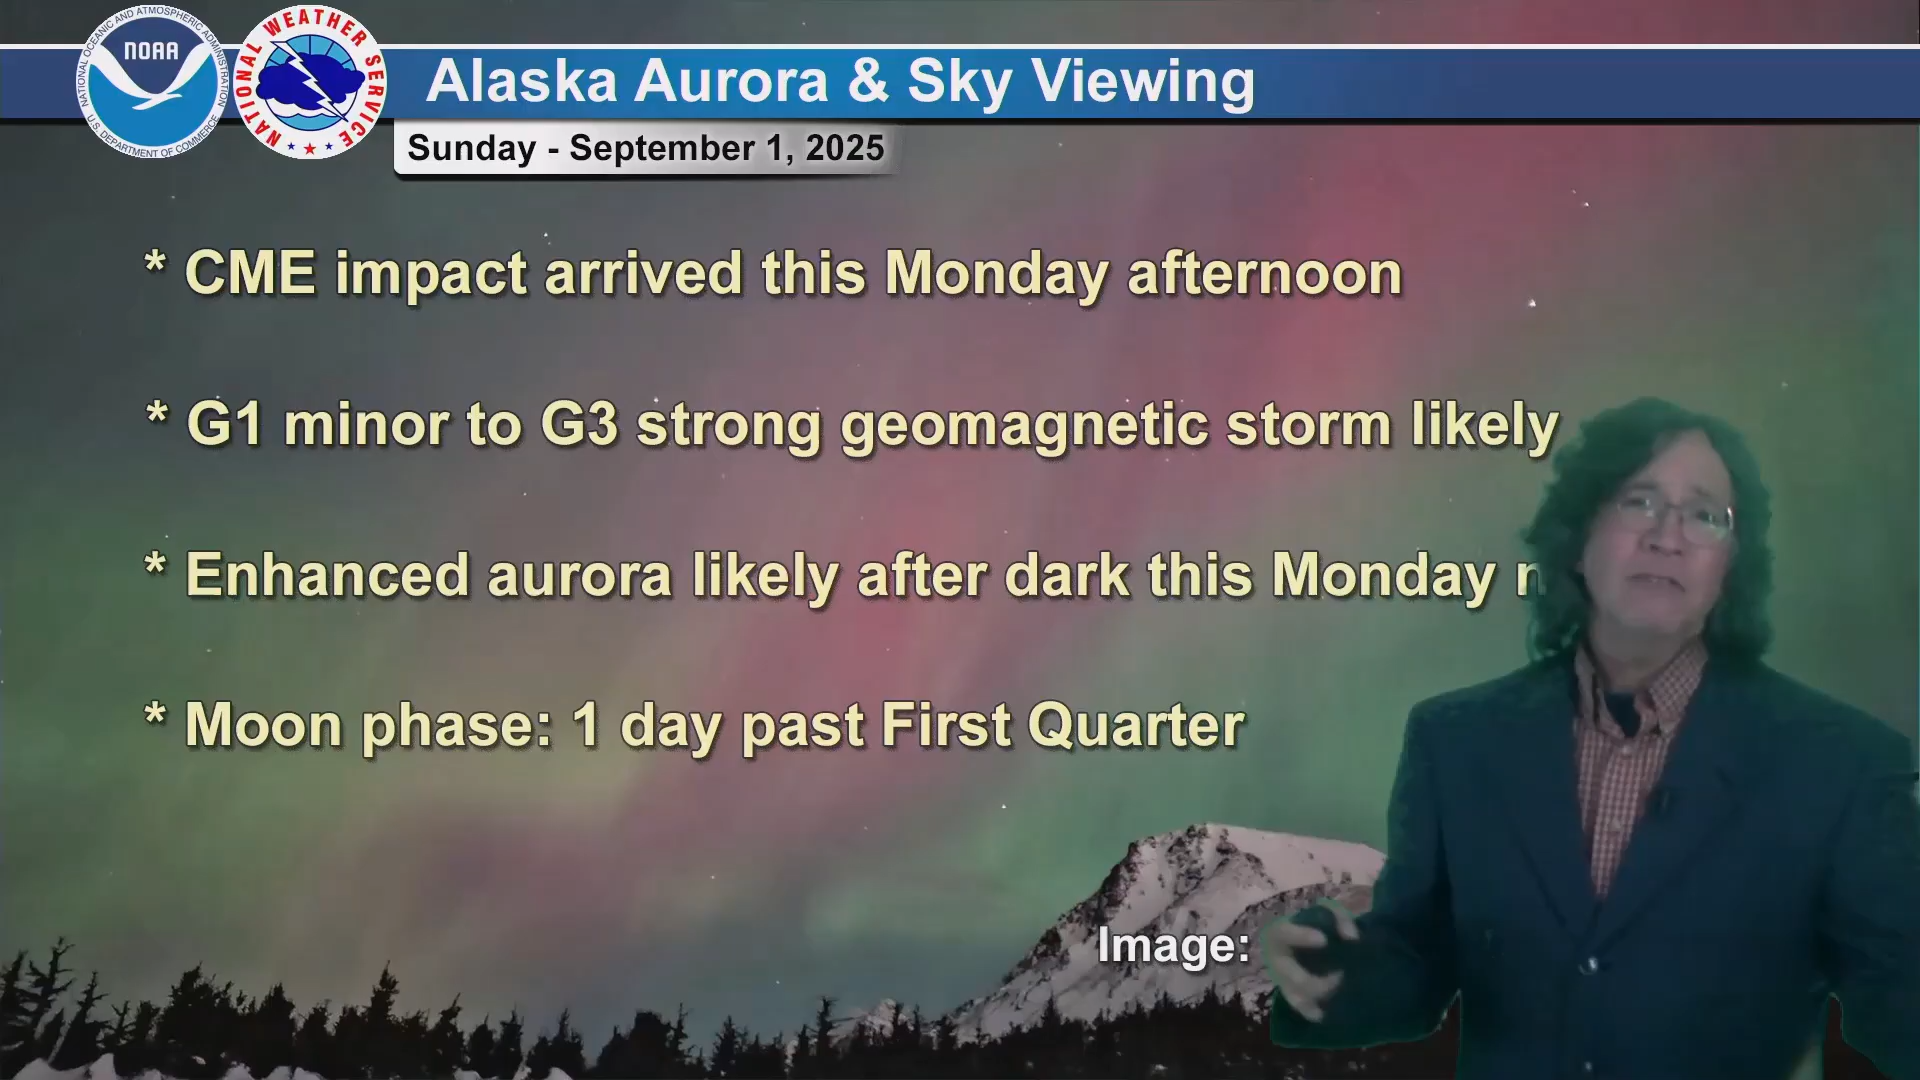 NOAA
NATIONAL OCEANIC AND ATMOSPHERIC ADMINISTRATION
U.S. DEPARTMENT OF COMMERCE
NATIONAL WEATHER SERVICE
Alaska Aurora & Sky Viewing
Sunday - September 1, 2025
* CME impact arrived this Monday afternoon
* G1 minor to G3 strong geomagnetic storm likely
* Enhanced aurora likely after dark this Monday
* Moon phase: 1 day past First Quarter
Image: